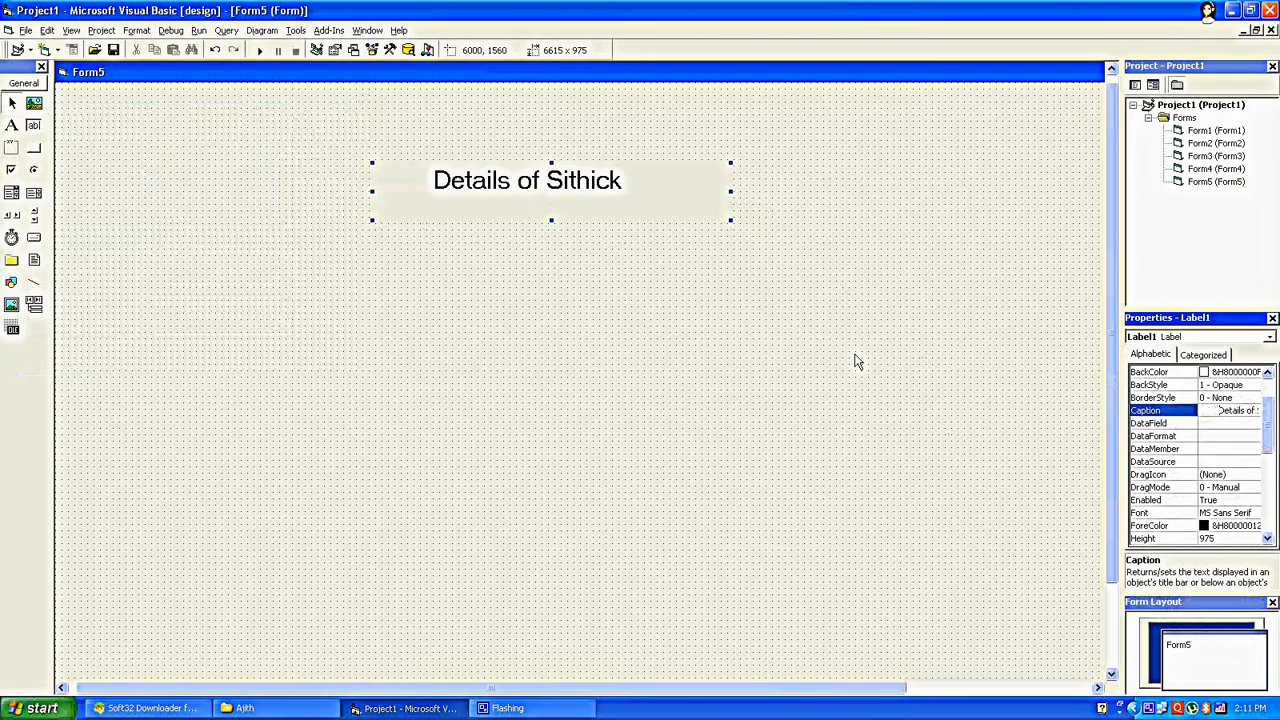 Project1 - Microsoft Visual Basic [design] - [Form5 (Form)]
File Edit View Project Format Debug Run Query Diagram Tools Add-Ins Window Help
6000, 1560 6615 x 975
General
Form5
Details of Sithick
Project - Project1
Project1 (Project1)
Forms
Form1 (Form1)
Form2 (Form2)
Form3 (Form3)
Form4 (Form4)
Form5 (Form5)
Properties - Label1
Label1 Label
Alphabetic Categorized
BackColor &H8000000F
BackStyle 1 - Opaque
BorderStyle 0 - None
Caption Details of
DataField
DataFormat
DataMember
DataSource
DragIcon (None)
DragMode 0 - Manual
Enabled True
Font MS Sans Serif
ForeColor &H80000012
Height 975
Caption
Returns/sets the text displayed in an
object's title bar or below an object's
Form Layout
Form5
start Soft32 Downloader f... Ajith Project1 - Microsoft V... Flashing 2:11 PM